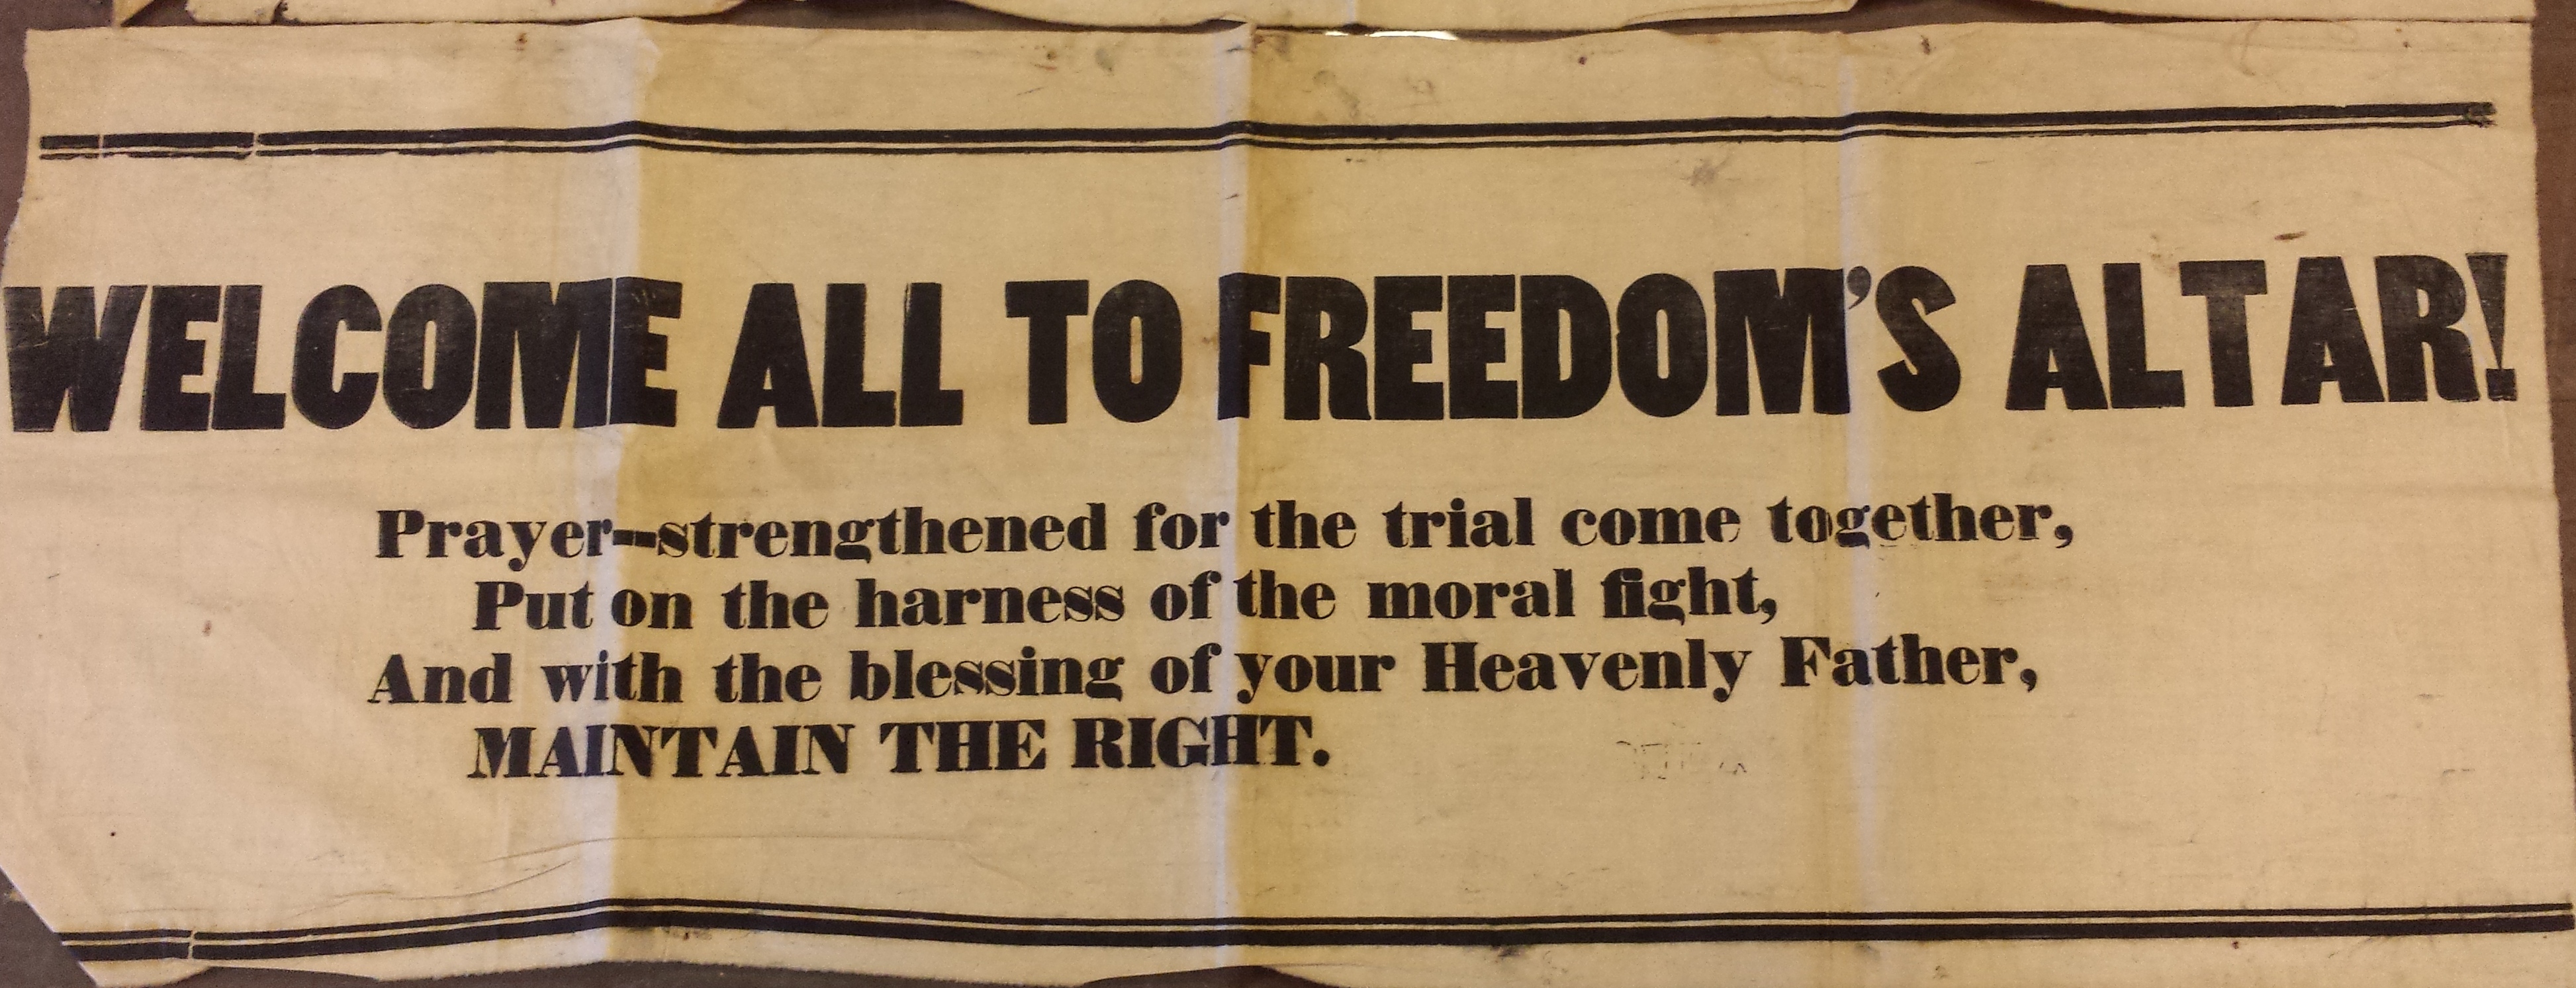 WELCOME ALL TO FREEDOM'S ALTAR!
Prayer--strengthened for the trial come together,
Put on the harness of the moral fight,
And with the blessing of your Heavenly Father,
MAINTAIN THE RIGHT.